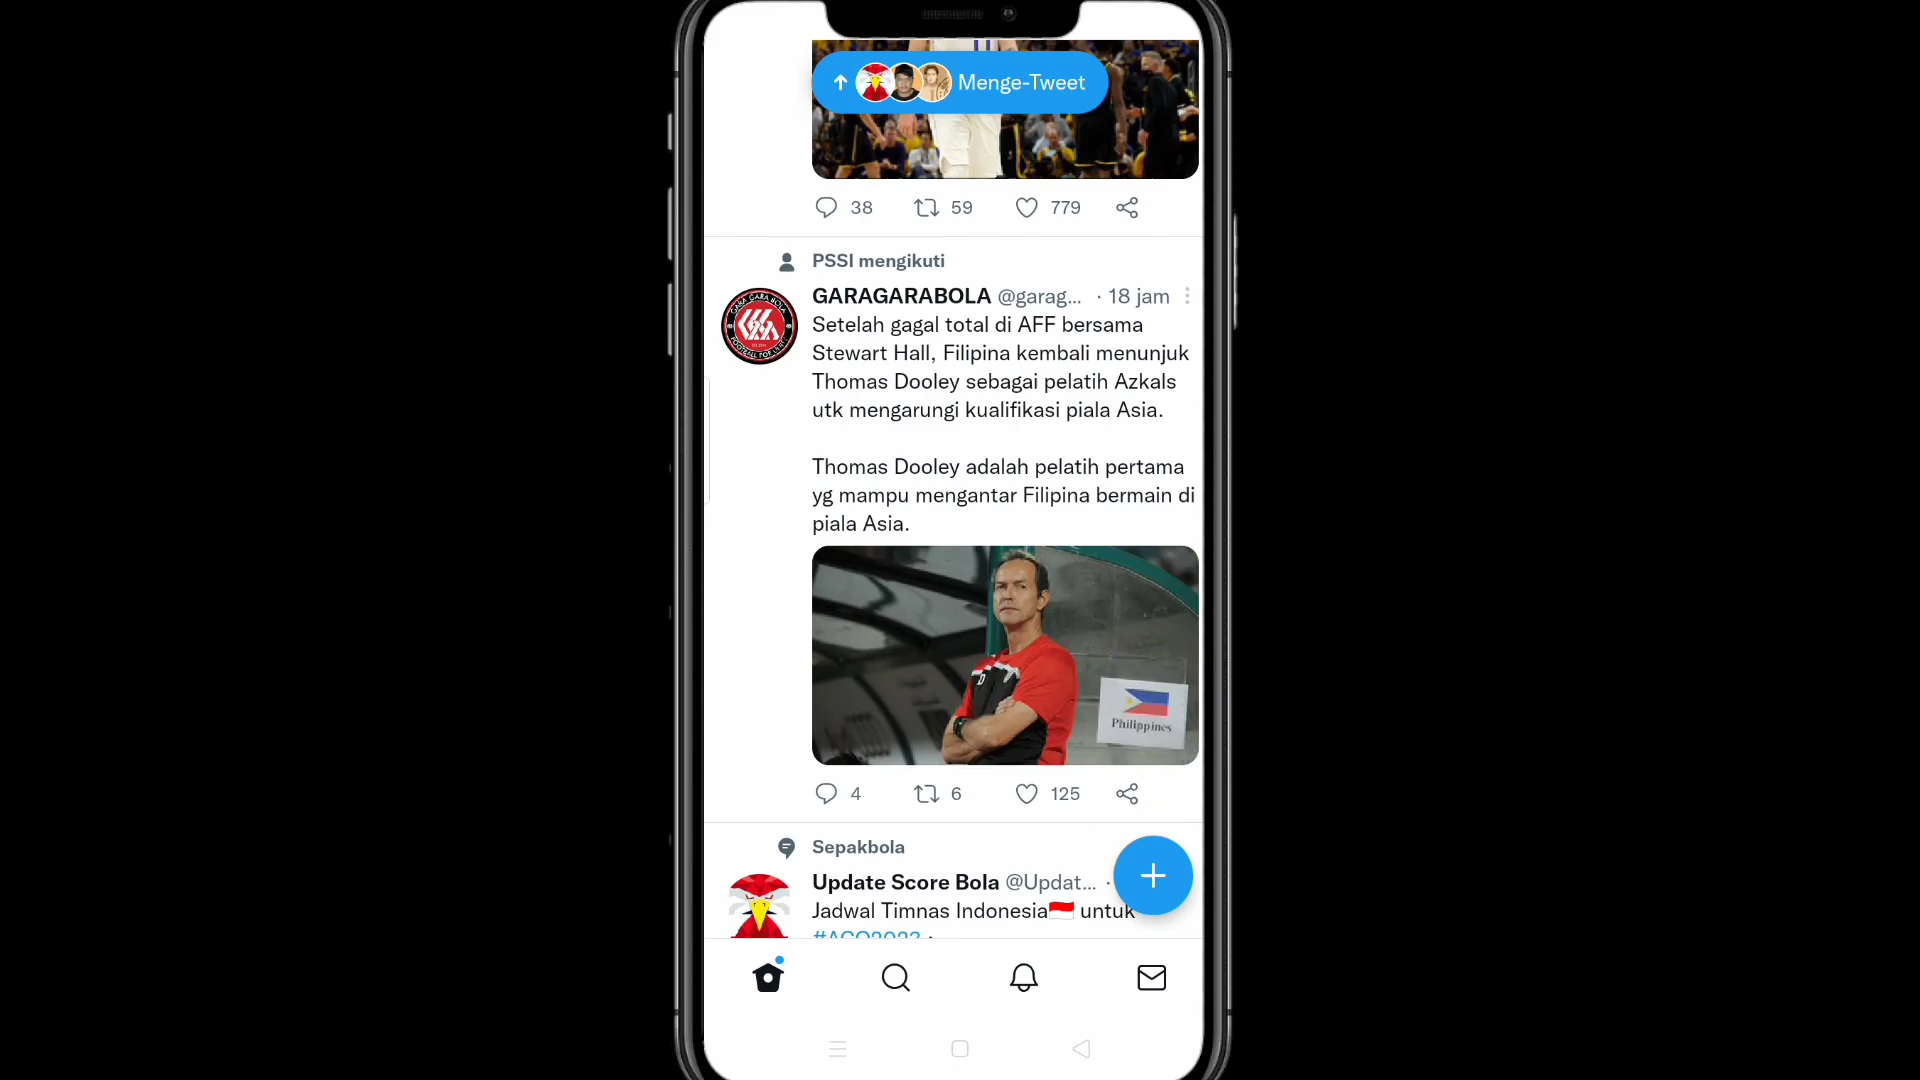 Menge-Tweet
38 59 779
PSSI mengikuti
GARAGARABOLA @garag... · 18 jam
Setelah gagal total di AFF bersama
Stewart Hall, Filipina kembali menunjuk
Thomas Dooley sebagai pelatih Azkals
utk mengarungi kualifikasi piala Asia.
Thomas Dooley adalah pelatih pertama
yg mampu mengantar Filipina bermain di
piala Asia.
Philippines
4 6 125
Sepakbola
Update Score Bola @Updat... ·
Jadwal Timnas Indonesia🇮🇩 untuk